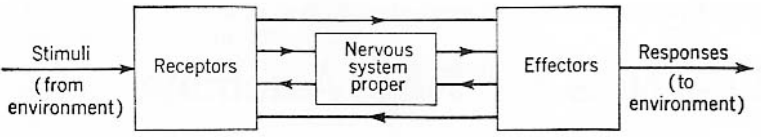 Stimuli
(from
environment)
Receptors
Nervous
system
proper
Effectors
Responses
(to
environment)